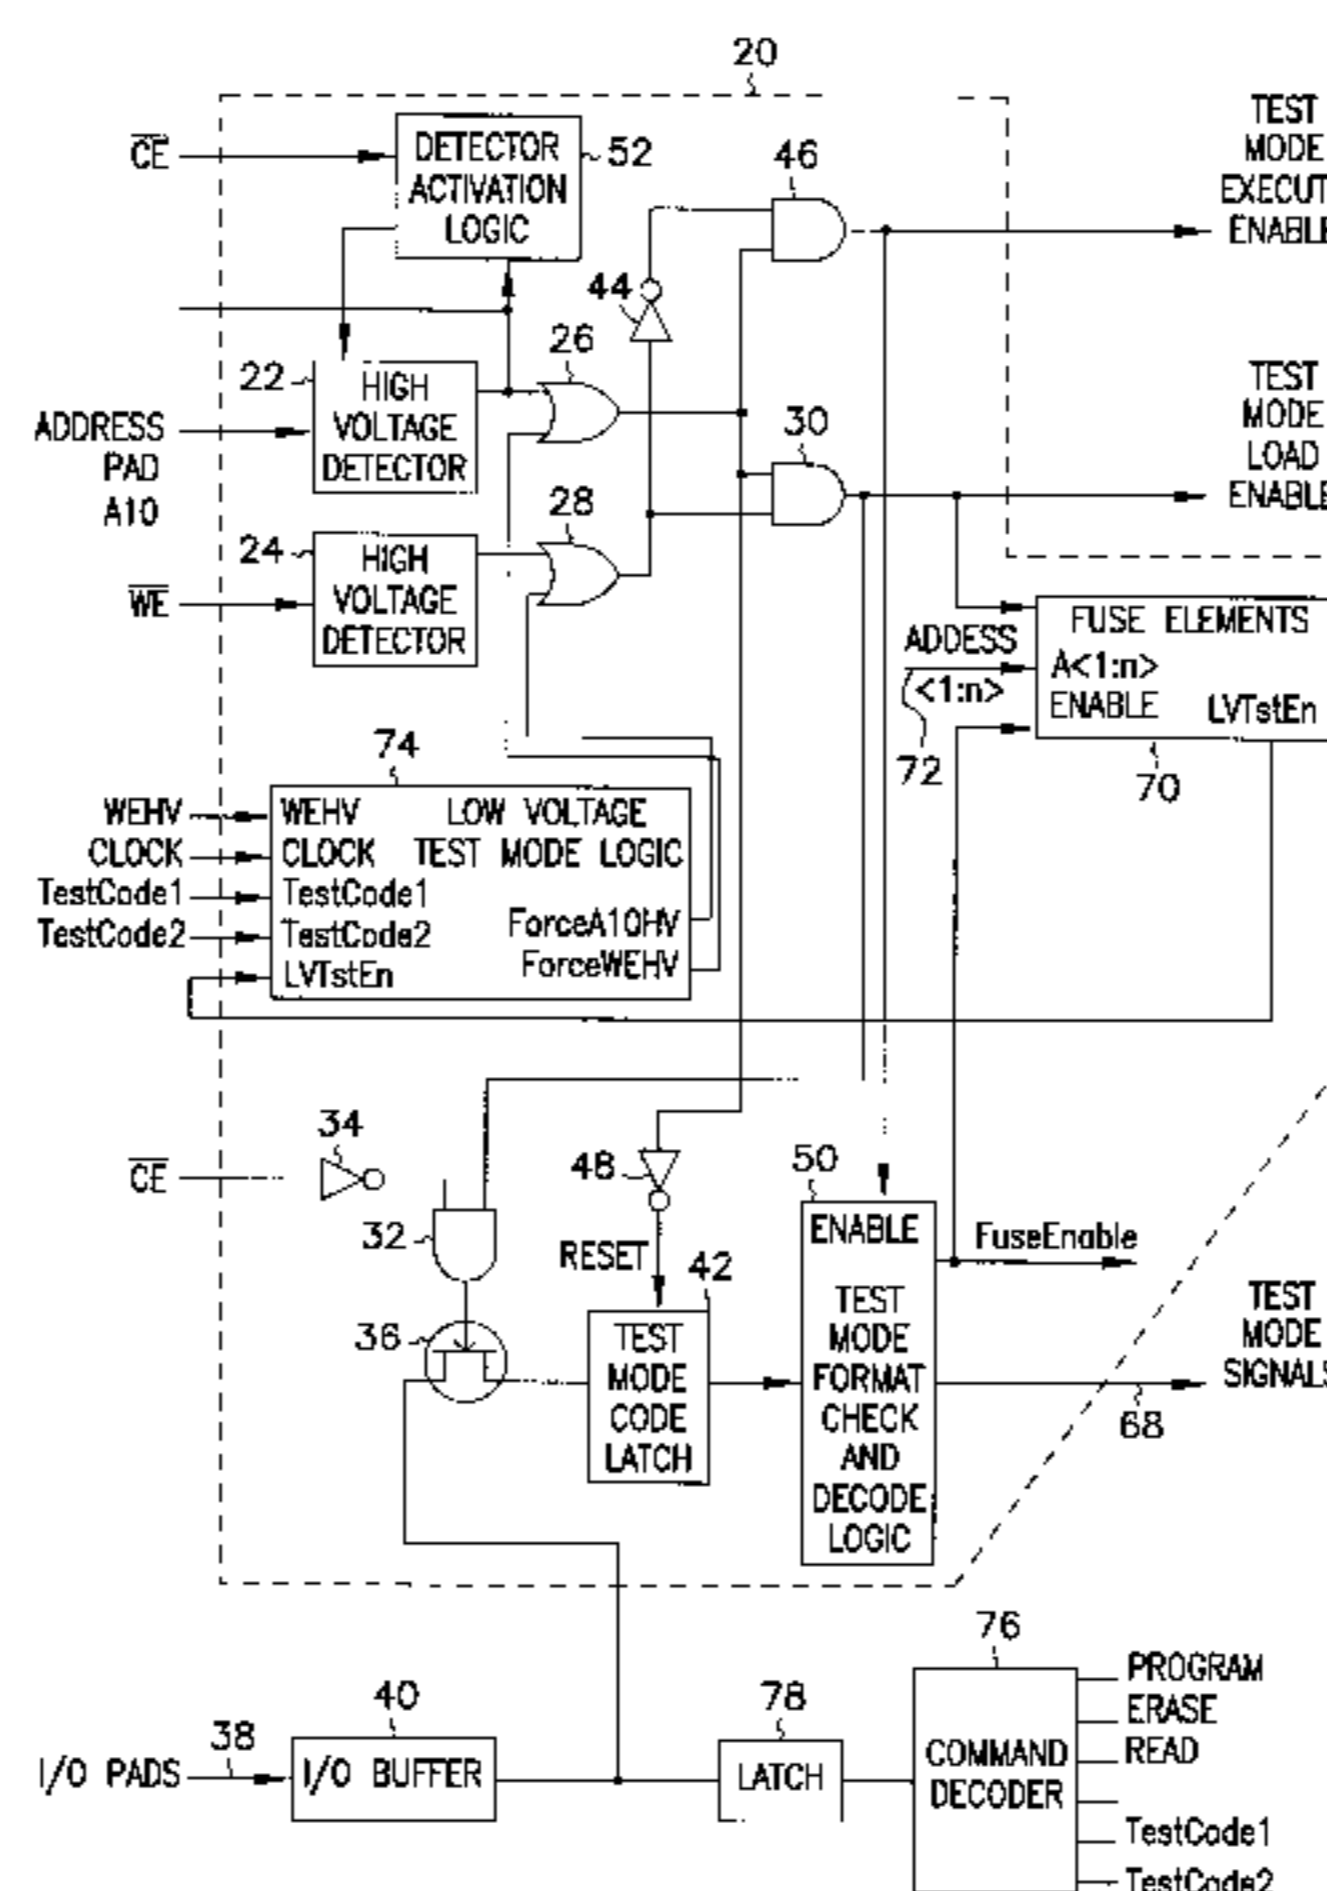 20
CE
DETECTOR
ACTIVATION
LOGIC
52
46
TEST
MODE
EXECUT
ENABLE
44
26
22
HIGH
VOLTAGE
DETECTOR
ADDRESS
PAD
A10
30
TEST
MODE
LOAD
ENABLE
28
24
HIGH
VOLTAGE
DETECTOR
WE
ADDESS
<1:n>
72
FUSE ELEMENTS
A<1:n>
ENABLE
LVTstEn
70
74
WEHV
CLOCK
TestCode1
TestCode2
WEHV
CLOCK
TestCode1
TestCode2
LVTstEn
LOW VOLTAGE
TEST MODE LOGIC
ForceA10HV
ForceWEHV
34
CE
32
48
RESET
42
50
ENABLE
TEST
MODE
FORMAT
CHECK
AND
DECODE
LOGIC
FuseEnable
36
TEST
MODE
CODE
LATCH
TEST
MODE
SIGNALS
68
76
I/O PADS
38
40
I/O BUFFER
78
LATCH
COMMAND
DECODER
PROGRAM
ERASE
READ
TestCode1
TestCode2